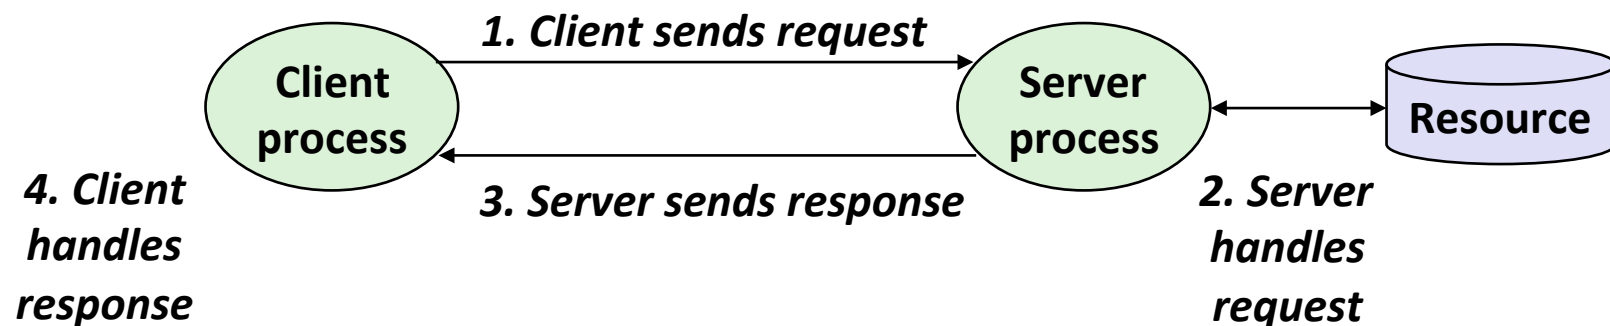 1. Client sends request
Client
process
Server
process
Resource
3. Server sends response
4. Client
handles
response
2. Server
handles
request